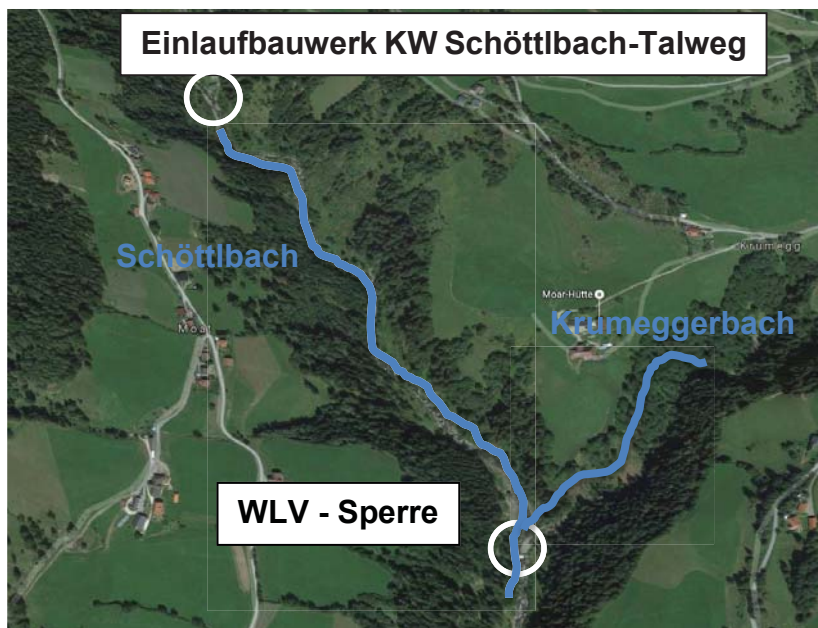 Einlaufbauwerk KW Schöttlbach-Talweg
Schöttlbach
Krumegg
Moar-Hütte
Krumeggerbach
Moar
WLV - Sperre